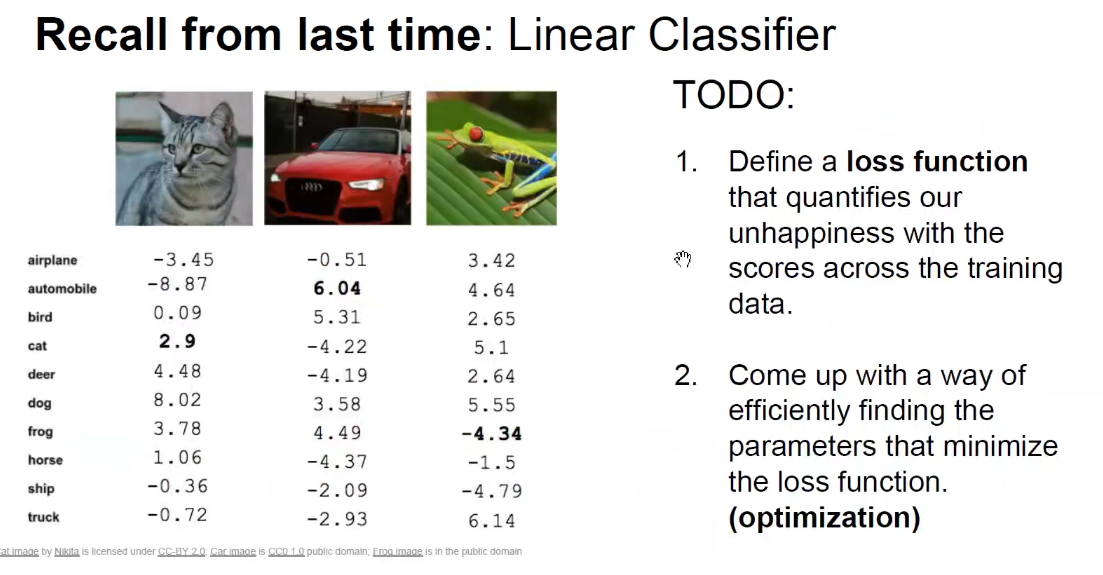 Recall from last time: Linear Classifier
airplane -3.45 -0.51 3.42
automobile -8.87 6.04 4.64
bird 0.09 5.31 2.65
cat 2.9 -4.22 5.1
deer 4.48 -4.19 2.64
dog 8.02 3.58 5.55
frog 3.78 4.49 -4.34
horse 1.06 -4.37 -1.5
ship -0.36 -2.09 -4.79
truck -0.72 -2.93 6.14
at image by Nikita is licensed under CC-BY 2.0; Car image is CC0 1.0 public domain; Frog image is in the public domain
TODO:
1. Define a loss function
that quantifies our
unhappiness with the
scores across the training
data.
2. Come up with a way of
efficiently finding the
parameters that minimize
the loss function.
(optimization)